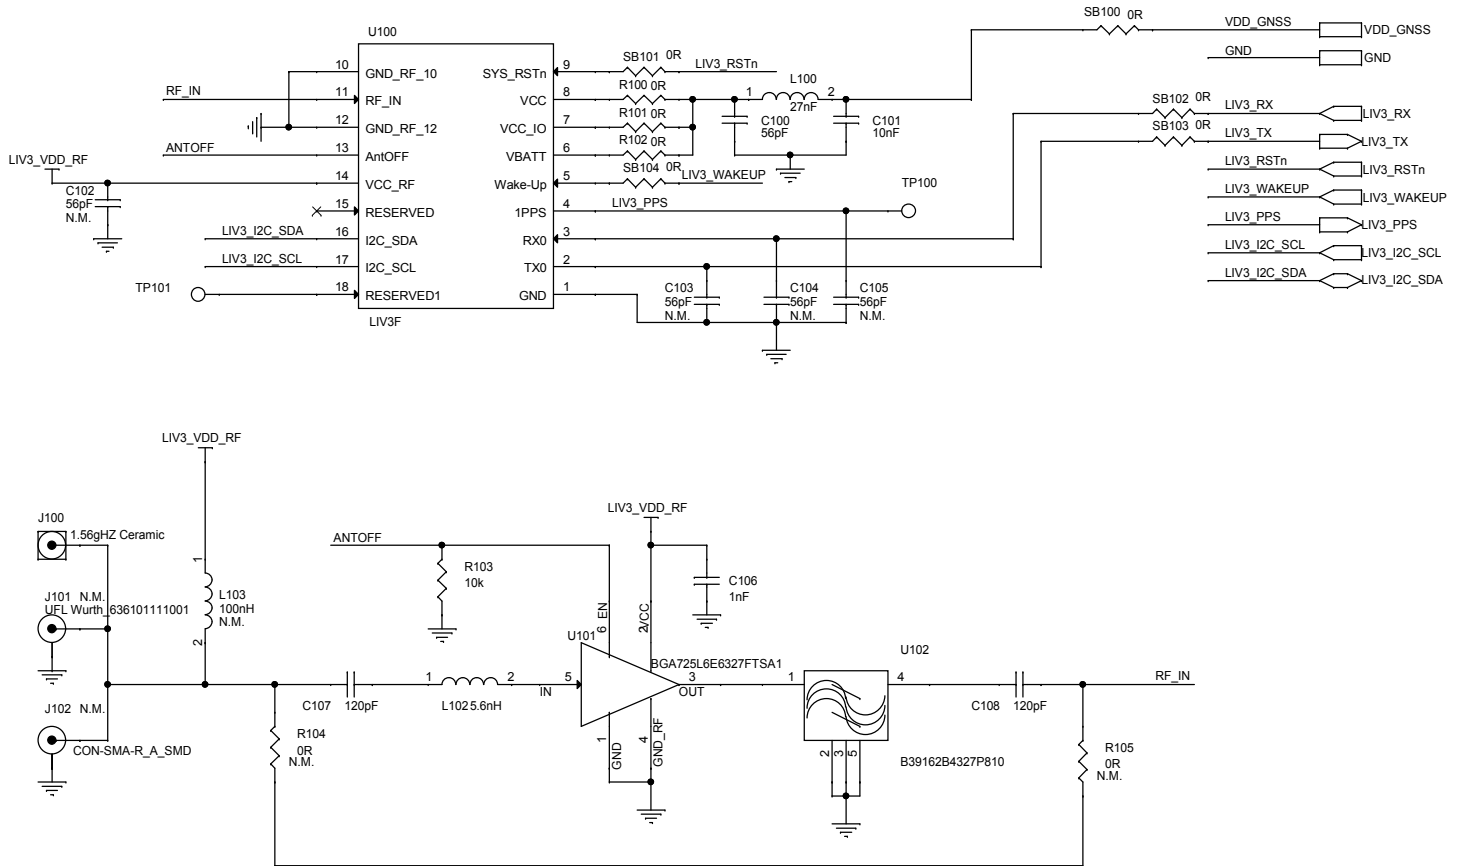 SB100 0R
VDD_GNSS
VDD_GNSS
U100
GND
GND
10
GND_RF_10
SYS_RSTn
9
SB101 0R
LIV3_RSTn
RF_IN
11
RF_IN
VCC
8
R100 0R
1
L100
2
27nF
12
GND_RF_12
VCC_IO
7
R101 0R
C100
56pF
C101
10nF
ANTOFF
13
AntOFF
VBATT
6
R102 0R
LIV3_VDD_RF
14
VCC_RF
Wake-Up
5
SB104 0R
LIV3_WAKEUP
C102
56pF
N.M.
15
RESERVED
1PPS
4
LIV3_PPS
TP100
LIV3_I2C_SDA
16
I2C_SDA
RX0
3
LIV3_I2C_SCL
17
I2C_SCL
TX0
2
TP101
18
RESERVED1
GND
1
LIV3F
C103
56pF
N.M.
C104
56pF
N.M.
C105
56pF
N.M.
SB102 0R
LIV3_RX
LIV3_RX
SB103 0R
LIV3_TX
LIV3_TX
LIV3_RSTn
LIV3_RSTn
LIV3_WAKEUP
LIV3_WAKEUP
LIV3_PPS
LIV3_PPS
LIV3_I2C_SCL
LIV3_I2C_SCL
LIV3_I2C_SDA
LIV3_I2C_SDA
LIV3_VDD_RF
J100
1.56gHZ Ceramic
J101 N.M.
UFL Wurth_636101111001
J102 N.M.
CON-SMA-R_A_SMD
1
L103
100nH
N.M.
2
ANTOFF
R103
10k
LIV3_VDD_RF
C106
1nF
C107 120pF
1
2
L102 5.6nH
R104
0R
N.M.
U101
6 EN
2 VCC
BGA725L6E6327FTSA1
5
IN
3
OUT
1
GND
4
GND_RF
U102
1
4
2
3
5
B39162B4327P810
C108 120pF
RF_IN
R105
0R
N.M.